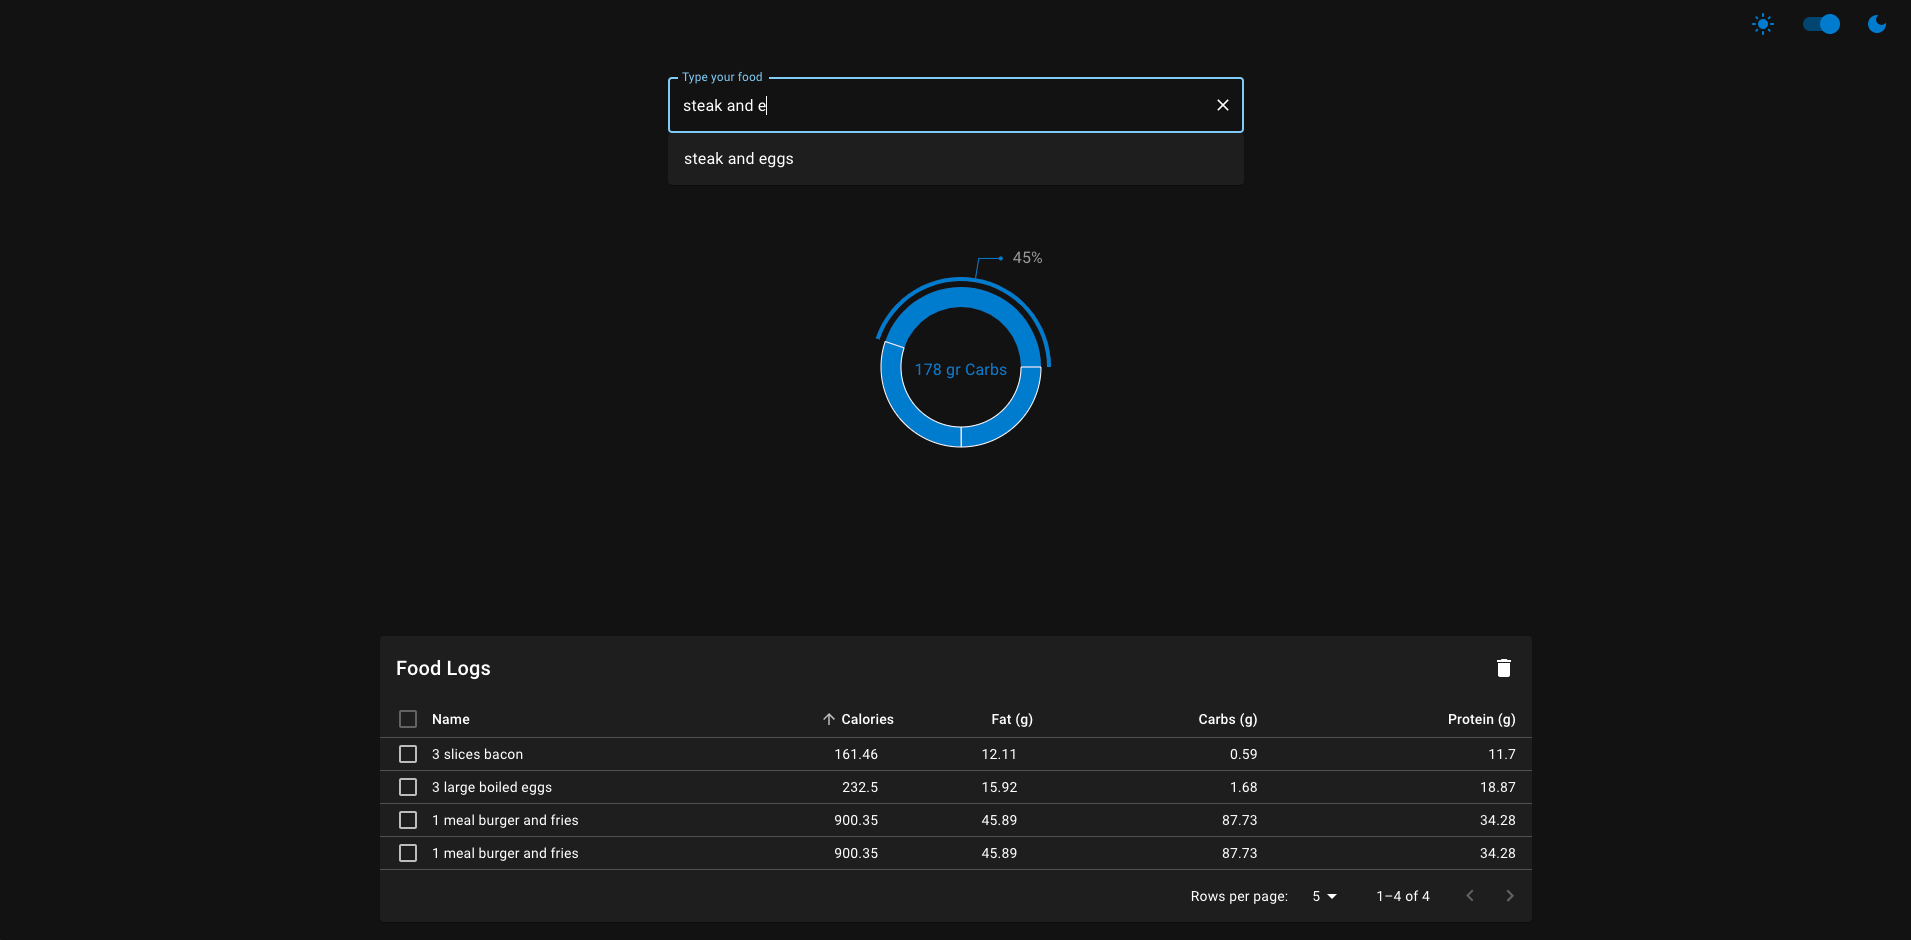 Type your food
steak and e
steak and eggs
45%
178 gr Carbs
Food Logs
Name Calories Fat (g) Carbs (g) Protein (g)
3 slices bacon 161.46 12.11 0.59 11.7
3 large boiled eggs 232.5 15.92 1.68 18.87
1 meal burger and fries 900.35 45.89 87.73 34.28
1 meal burger and fries 900.35 45.89 87.73 34.28
Rows per page: 5 1–4 of 4